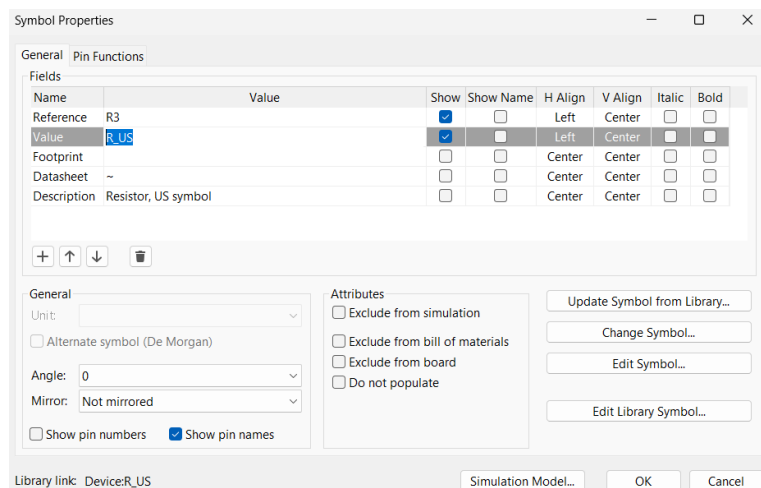 Symbol Properties
General Pin Functions
Fields
Name Value Show Show Name H Align V Align Italic Bold
Reference R3 Left Center
Value R_US Left Center
Footprint Center Center
Datasheet ~ Center Center
Description Resistor, US symbol Center Center
General
Unit:
Alternate symbol (De Morgan)
Angle: 0
Mirror: Not mirrored
Show pin numbers Show pin names
Attributes
Exclude from simulation
Exclude from bill of materials
Exclude from board
Do not populate
Update Symbol from Library...
Change Symbol...
Edit Symbol...
Edit Library Symbol...
Library link: Device:R_US
Simulation Model... OK Cancel